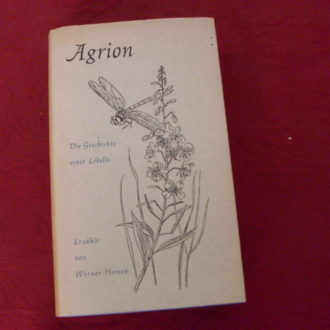 Agrion
Die Geschichte
einer Libelle
Erzählt
von
Werner Heinen